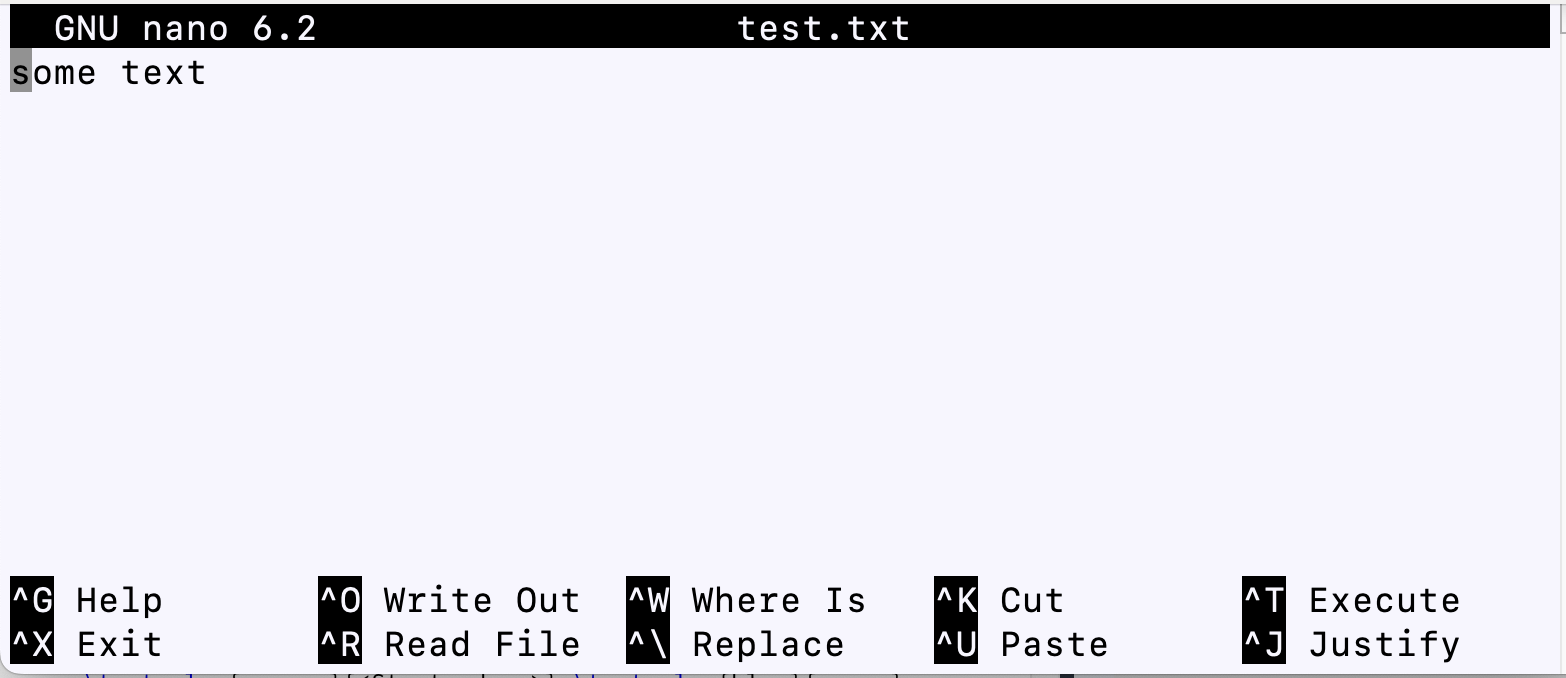 GNU nano 6.2 test.txt
some text
^G Help ^O Write Out ^W Where Is ^K Cut ^T Execute
^X Exit ^R Read File ^\ Replace ^U Paste ^J Justify